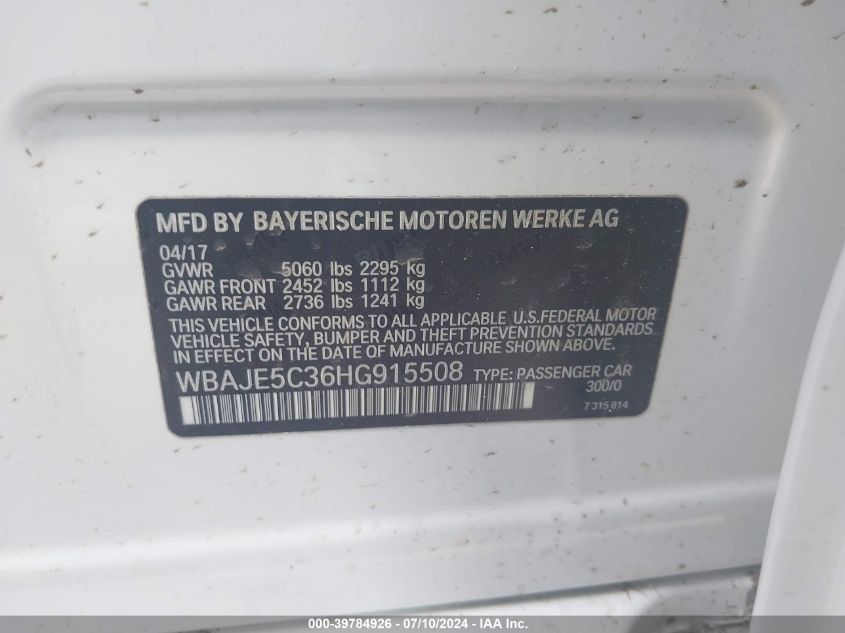 MFD BY BAYERISCHE MOTOREN WERKE AG
04/17
GVWR 5060 lbs 2295 kg
GAWR FRONT 2452 lbs 1112 kg
GAWR REAR 2736 lbs 1241 kg
THIS VEHICLE CONFORMS TO ALL APPLICABLE U.S.FEDERAL MOTOR
VEHICLE SAFETY, BUMPER AND THEFT PREVENTION STANDARDS
IN EFFECT ON THE DATE OF MANUFACTURE SHOWN ABOVE.
WBAJE5C36HG915508 TYPE: PASSENGER CAR
300/0
7 315 814
000-39784926 - 07/10/2024 - IAA Inc.